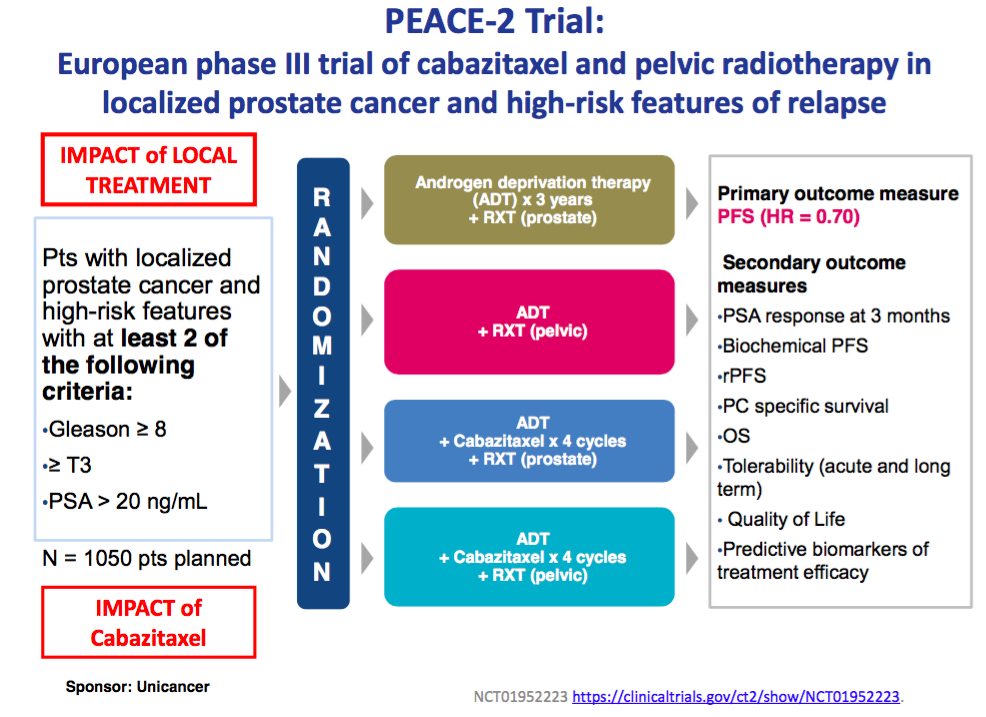 PEACE-2 Trial:
European phase III trial of cabazitaxel and pelvic radiotherapy in
localized prostate cancer and high-risk features of relapse
IMPACT of LOCAL
TREATMENT
Pts with localized
prostate cancer and
high-risk features
with at least 2 of
the following
criteria:
•Gleason ≥ 8
•≥ T3
•PSA > 20 ng/mL
N = 1050 pts planned
IMPACT of
Cabazitaxel
Sponsor: Unicancer
RANDOMIZATION
Androgen deprivation therapy
(ADT) x 3 years
+ RXT (prostate)
ADT
+ RXT (pelvic)
ADT
+ Cabazitaxel x 4 cycles
+ RXT (prostate)
ADT
+ Cabazitaxel x 4 cycles
+ RXT (pelvic)
Primary outcome measure
PFS (HR = 0.70)
Secondary outcome
measures
•PSA response at 3 months
•Biochemical PFS
•rPFS
•PC specific survival
•OS
•Tolerability (acute and long
term)
• Quality of Life
•Predictive biomarkers of
treatment efficacy
NCT01952223 https://clinicaltrials.gov/ct2/show/NCT01952223.